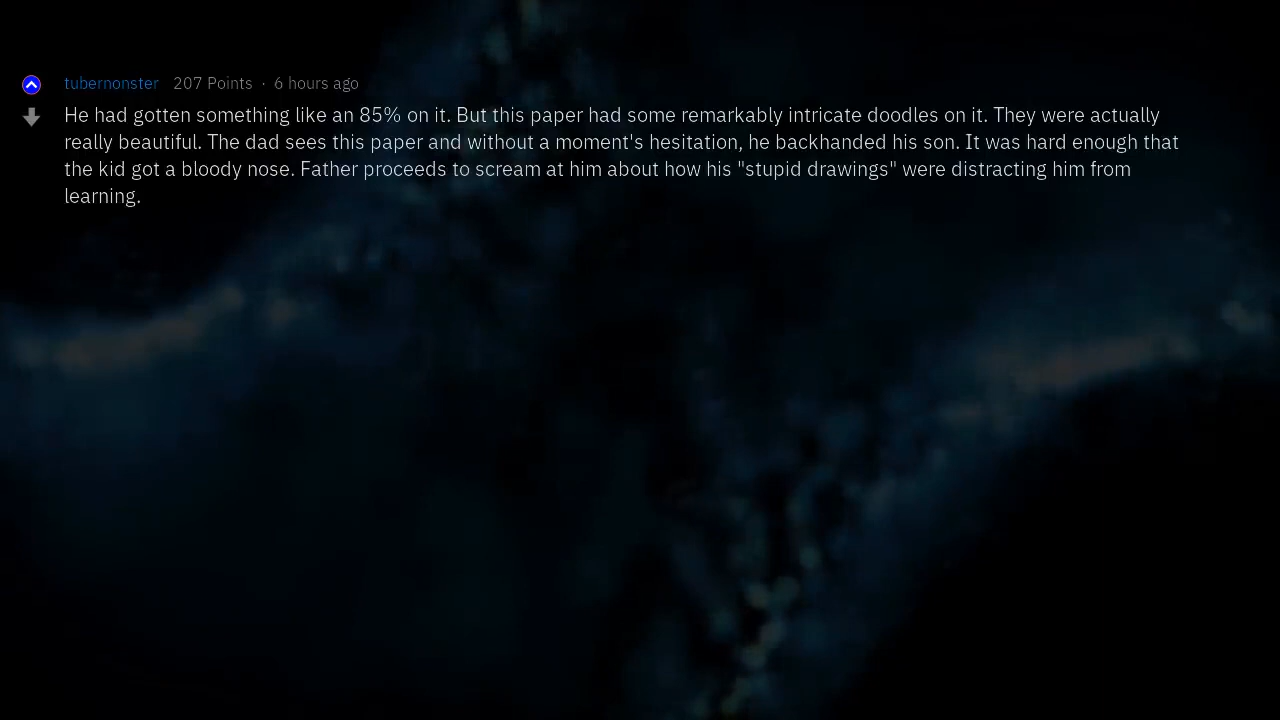 tubernonster 207 Points · 6 hours ago
He had gotten something like an 85% on it. But this paper had some remarkably intricate doodles on it. They were actually
really beautiful. The dad sees this paper and without a moment's hesitation, he backhanded his son. It was hard enough that
the kid got a bloody nose. Father proceeds to scream at him about how his "stupid drawings" were distracting him from
learning.